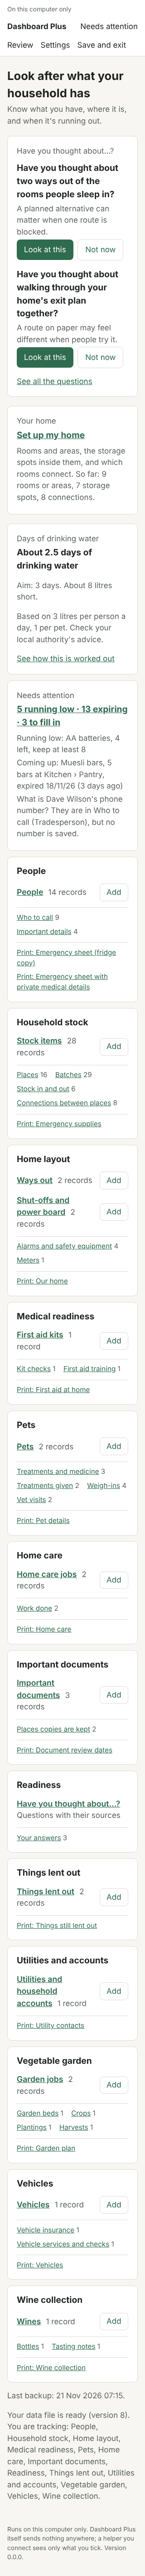 On this computer only
Dashboard Plus Needs attention
Review Settings Save and exit
Look after what your
household has
Know what you have, where it is,
and when it's running out.
Have you thought about…?
Have you thought about
two ways out of the
rooms people sleep in?
A planned alternative can
matter when one route is
blocked.
Look at this Not now
Have you thought about
walking through your
home's exit plan
together?
A route on paper may feel
different when people try it.
Look at this Not now
See all the questions
Your home
Set up my home
Rooms and areas, the storage
spots inside them, and which
rooms connect. So far: 9
rooms or areas, 7 storage
spots, 8 connections.
Days of drinking water
About 2.5 days of
drinking water
Aim: 3 days. About 8 litres
short.
Based on 3 litres per person a
day, 1 per pet. Check your
local authority's advice.
See how this is worked out
Needs attention
5 running low · 13 expiring
· 3 to fill in
Running low: AA batteries, 4
left, keep at least 8
Coming up: Muesli bars, 5
bars at Kitchen › Pantry,
expired 18/11/26 (3 days ago)
What is Dave Wilson's phone
number? They are in Who to
call (Tradesperson), but no
number is saved.
People
People 14 records Add
Who to call 9
Important details 4
Print: Emergency sheet (fridge
copy)
Print: Emergency sheet with
private medical details
Household stock
Stock items 28
records Add
Places 16 Batches 29
Stock in and out 6
Connections between places 8
Print: Emergency supplies
Home layout
Ways out 2 records Add
Shut-offs and
power board 2
records Add
Alarms and safety equipment 4
Meters 1
Print: Our home
Medical readiness
First aid kits 1
record Add
Kit checks 1 First aid training 1
Print: First aid at home
Pets
Pets 2 records Add
Treatments and medicine 3
Treatments given 2 Weigh-ins 4
Vet visits 2
Print: Pet details
Home care
Home care jobs 2
records Add
Work done 2
Print: Home care
Important documents
Important
documents 3
records Add
Places copies are kept 2
Print: Document review dates
Readiness
Have you thought about…?
Questions with their sources
Your answers 3
Things lent out
Things lent out 2
records Add
Print: Things still lent out
Utilities and accounts
Utilities and
household
accounts 1 record Add
Print: Utility contacts
Vegetable garden
Garden jobs 2
records Add
Garden beds 1 Crops 1
Plantings 1 Harvests 1
Print: Garden plan
Vehicles
Vehicles 1 record Add
Vehicle insurance 1
Vehicle services and checks 1
Print: Vehicles
Wine collection
Wines 1 record Add
Bottles 1 Tasting notes 1
Print: Wine collection
Last backup: 21 Nov 2026 07:15.
Your data file is ready (version 8).
You are tracking: People,
Household stock, Home layout,
Medical readiness, Pets, Home
care, Important documents,
Readiness, Things lent out, Utilities
and accounts, Vegetable garden,
Vehicles, Wine collection.
Runs on this computer only. Dashboard Plus
itself sends nothing anywhere; a helper you
connect sees only what you tick. Version
0.0.0.